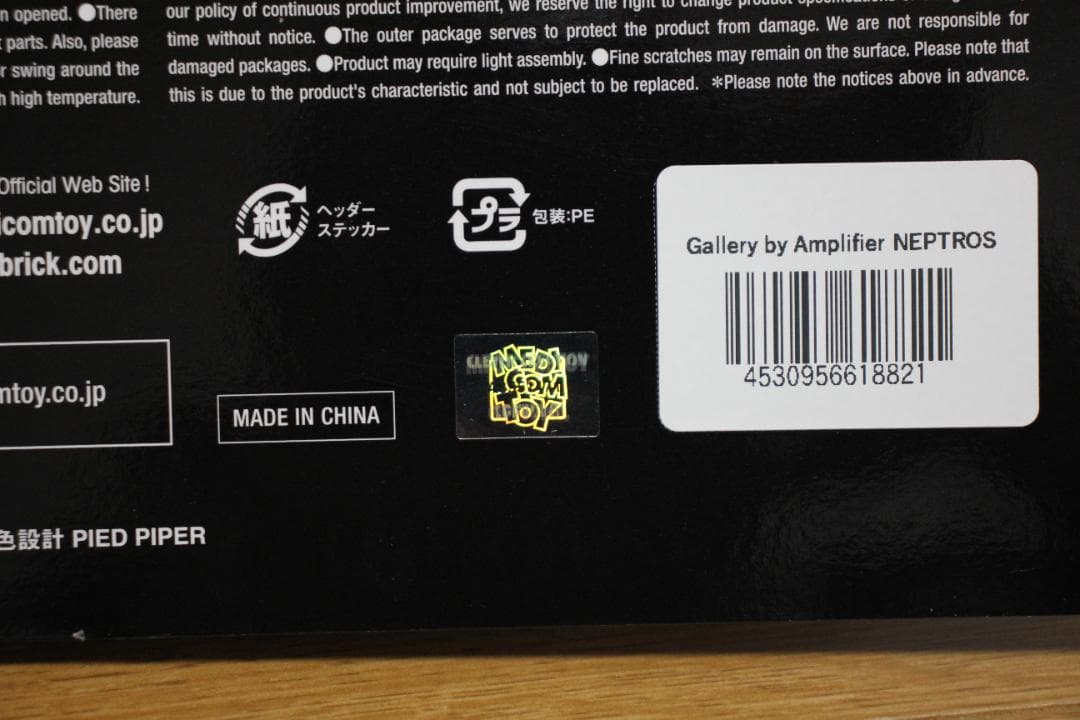 n opened. ●There
parts. Also, please
r swing around the
h high temperature.
our policy of continuous product improvement, we reserve the right to change product
time without notice. ●The outer package serves to protect the product from damage. We are not responsible for
damaged packages. ●Product may require light assembly. ●Fine scratches may remain on the surface. Please note that
this is due to the product's characteristic and not subject to be replaced. *Please note the notices above in advance.
Official Web Site!
icomtoy.co.jp
brick.com
紙
ヘッダー
ステッカー
プラ
包装:PE
Gallery by Amplifier NEPTROS
4530956618821
mtoy.co.jp
MADE IN CHINA
MEDI
COM
TOY
色設計 PIED PIPER